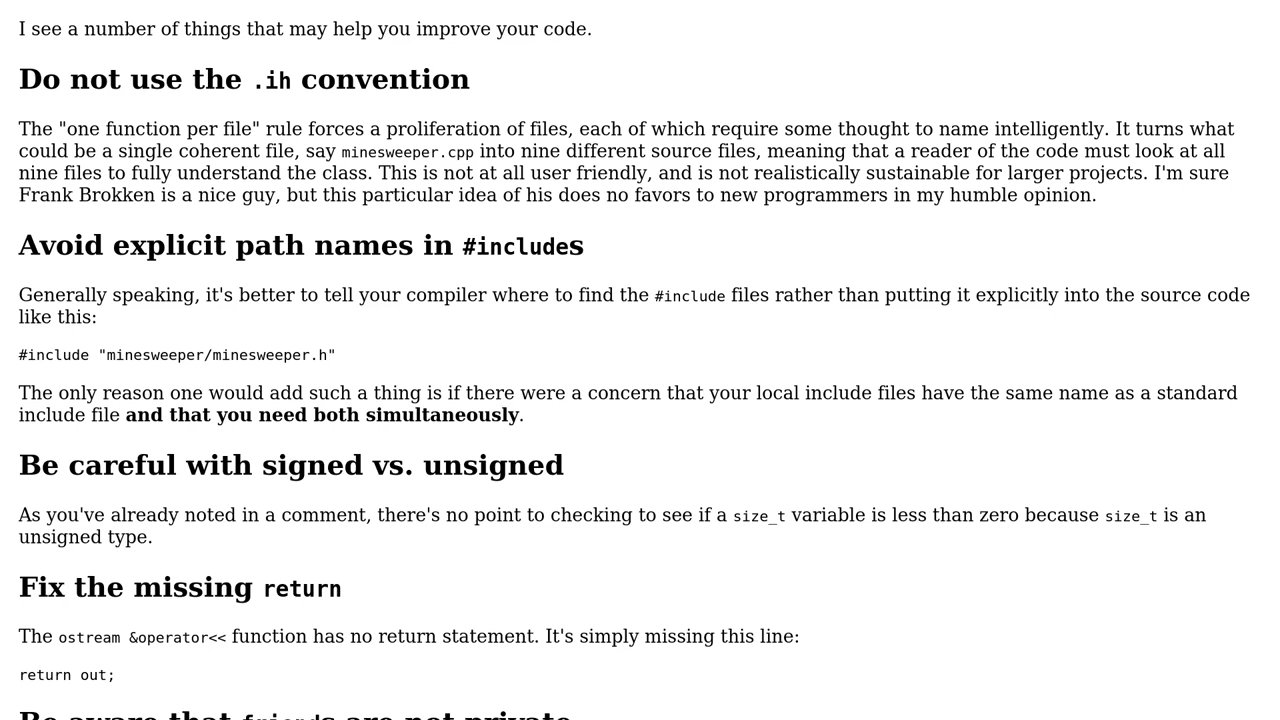 I see a number of things that may help you improve your code.
Do not use the .ih convention
The "one function per file" rule forces a proliferation of files, each of which require some thought to name intelligently. It turns what
could be a single coherent file, say minesweeper.cpp into nine different source files, meaning that a reader of the code must look at all
nine files to fully understand the class. This is not at all user friendly, and is not realistically sustainable for larger projects. I'm sure
Frank Brokken is a nice guy, but this particular idea of his does no favors to new programmers in my humble opinion.
Avoid explicit path names in #includes
Generally speaking, it's better to tell your compiler where to find the #include files rather than putting it explicitly into the source code
like this:
#include "minesweeper/minesweeper.h"
The only reason one would add such a thing is if there were a concern that your local include files have the same name as a standard
include file and that you need both simultaneously.
Be careful with signed vs. unsigned
As you've already noted in a comment, there's no point to checking to see if a size_t variable is less than zero because size_t is an
unsigned type.
Fix the missing return
The ostream &operator<< function has no return statement. It's simply missing this line:
return out;
Be aware that friends are not private